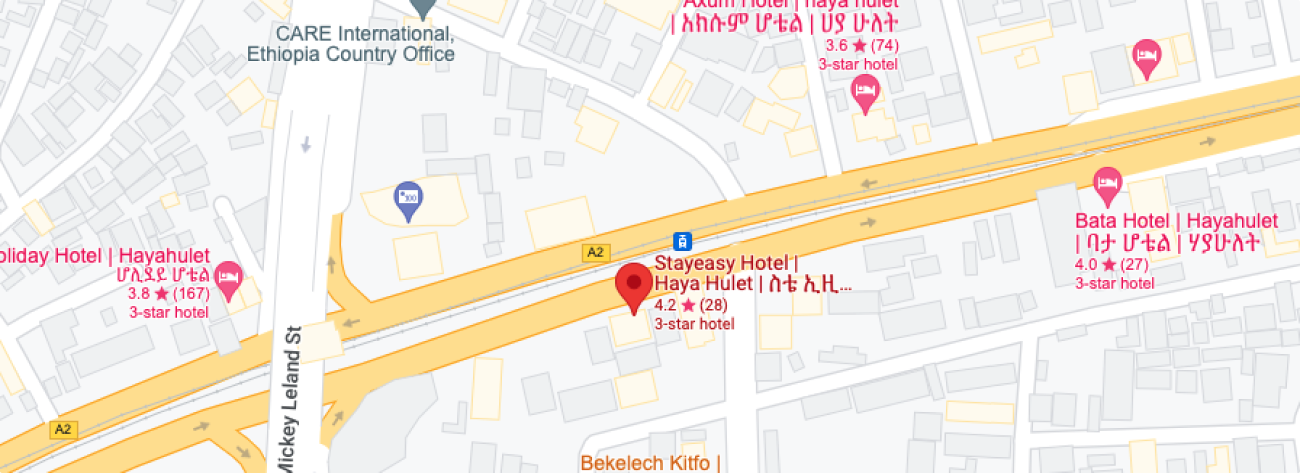 Axum Hotel | haya hulet
| አክሱም ሆቴል | ሀያ ሁለት
3.6 ★ (74)
3-star hotel
CARE International,
Ethiopia Country Office
100
A2
Stayeasy Hotel |
Haya Hulet | ስቴ ኢዚ...
4.2 ★ (28)
3-star hotel
Bata Hotel | Hayahulet
| ባታ ሆቴል | ሃያሁለት
4.0 ★ (27)
3-star hotel
oliday Hotel | Hayahulet
ሆሊዴይ ሆቴል
3.8 ★ (167)
3-star hotel
Mickey Leland St
A2
Bekelech Kitfo |